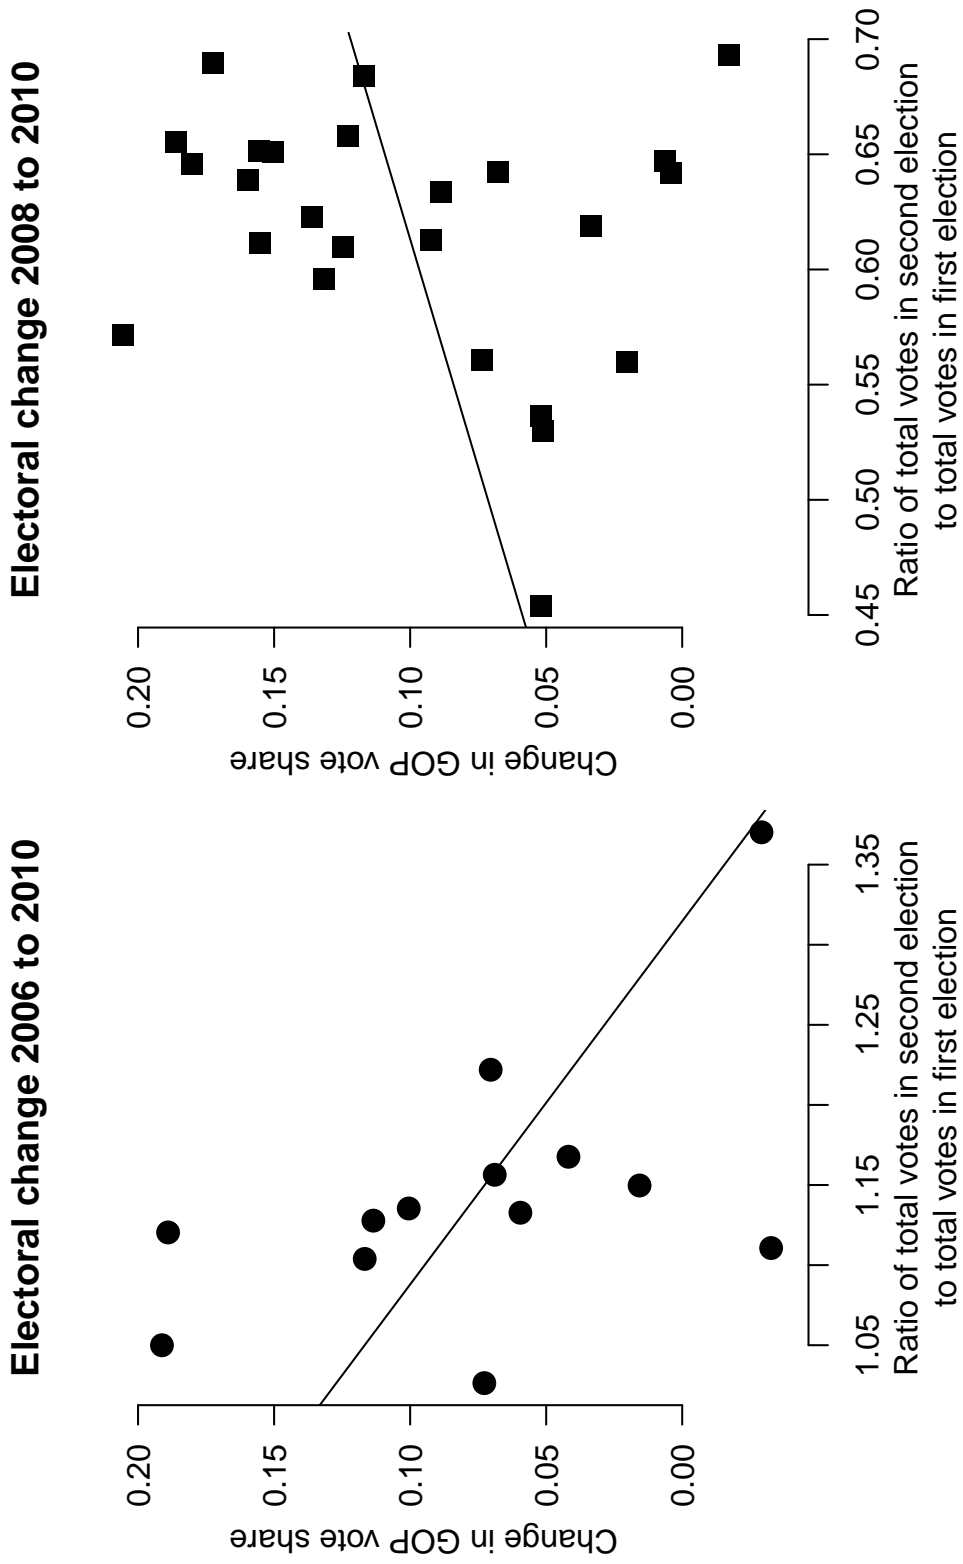 Electoral change 2006 to 2010
Change in GOP vote share
0.20
0.15
0.10
0.05
0.00
1.05
1.15
1.25
1.35
Ratio of total votes in second election
to total votes in first election
Electoral change 2008 to 2010
Change in GOP vote share
0.20
0.15
0.10
0.05
0.00
0.45
0.50
0.55
0.60
0.65
0.70
Ratio of total votes in second election
to total votes in first election